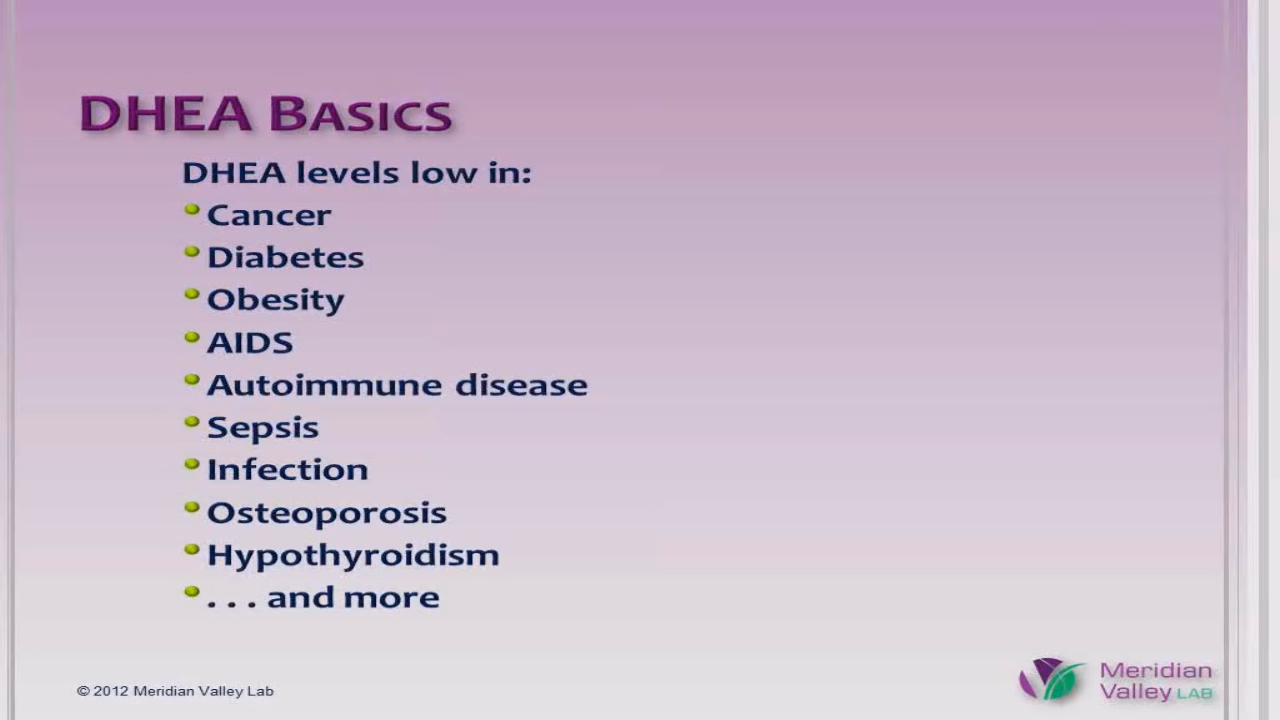 DHEA BASICS
DHEA levels low in:
• Cancer
• Diabetes
• Obesity
• AIDS
• Autoimmune disease
• Sepsis
• Infection
• Osteoporosis
• Hypothyroidism
• . . . and more
© 2012 Meridian Valley Lab
Meridian
Valley LAB